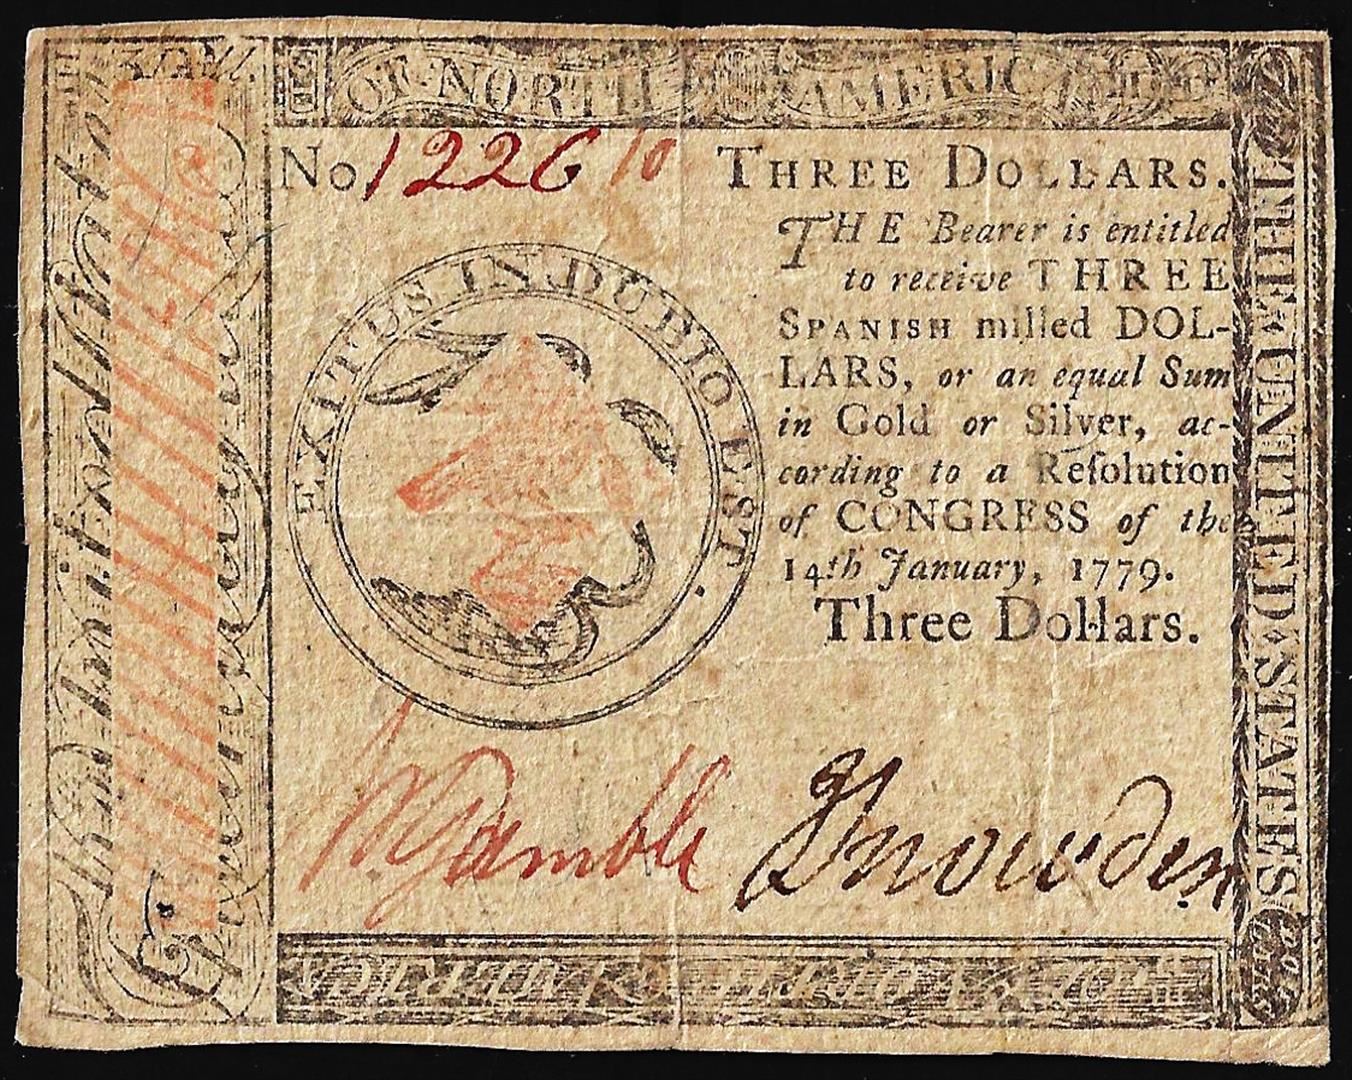 OF NORTH AMERICA
No 122610
THREE DOLLARS.
THE Bearer is entitled
to receive THREE
SPANISH milled DOL-
LARS, or an equal Sum
in Gold or Silver, ac-
cording to a Reſolution
of CONGRESS of the
14th January, 1779.
Three Dollars.
EXITUS IN DUBIO EST.
THE UNITED STATES
W Gamble
Snowden